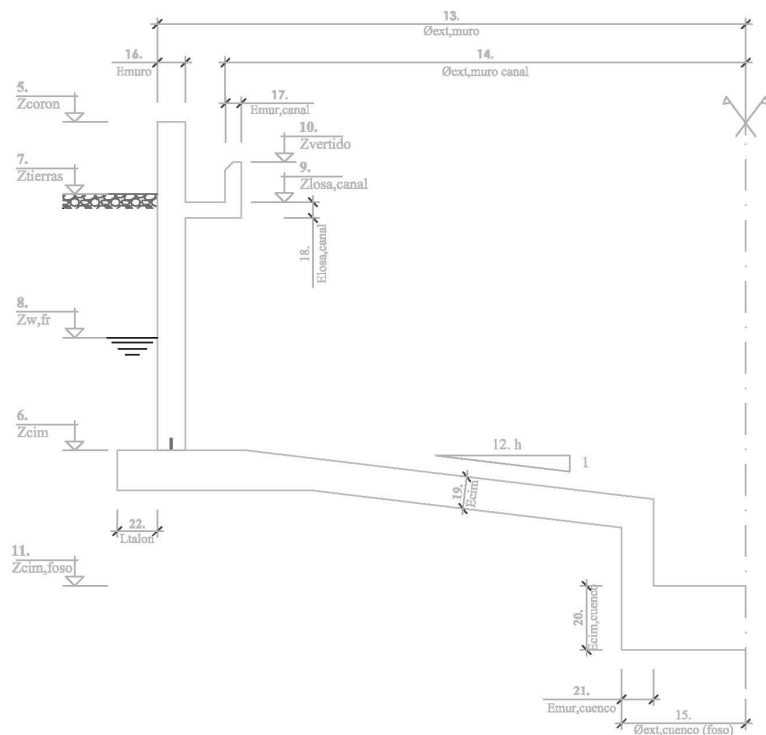 13.
Øext,muro
16.
Emuro
14.
Øext,muro canal
5.
Zcoron
17.
Emur,canal
10.
Zvertido
7.
Ztierras
9.
Zlosa,canal
18.
Elosa,canal
8.
Zw,fr
6.
Zcim
12. h
1
19.
Ecim
22.
Ltalon
11.
Zcim,foso
20.
Ecim,cuenco
21.
Emur,cuenco
15.
Øext,cuenco (foso)